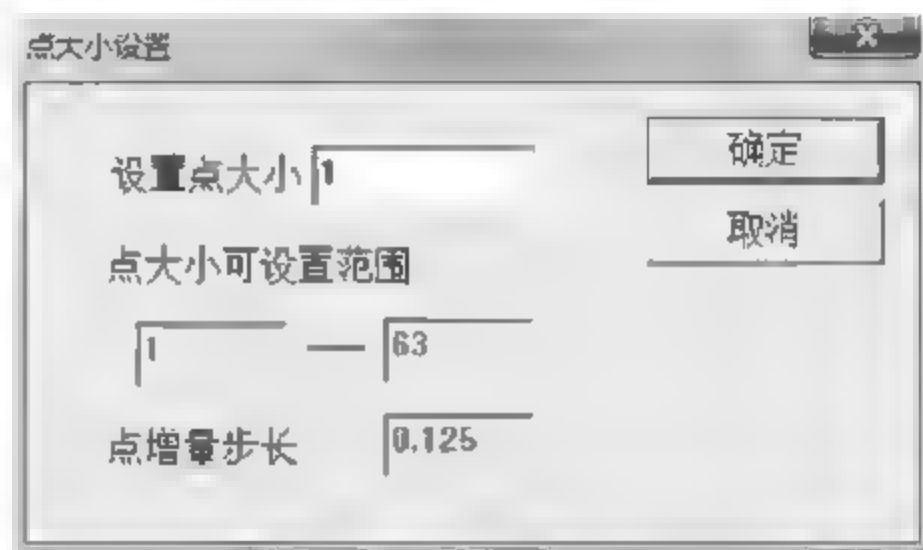 点大小设置
设置点大小 1
确定
取消
点大小可设置范围
1 — 63
点增量步长 0.125